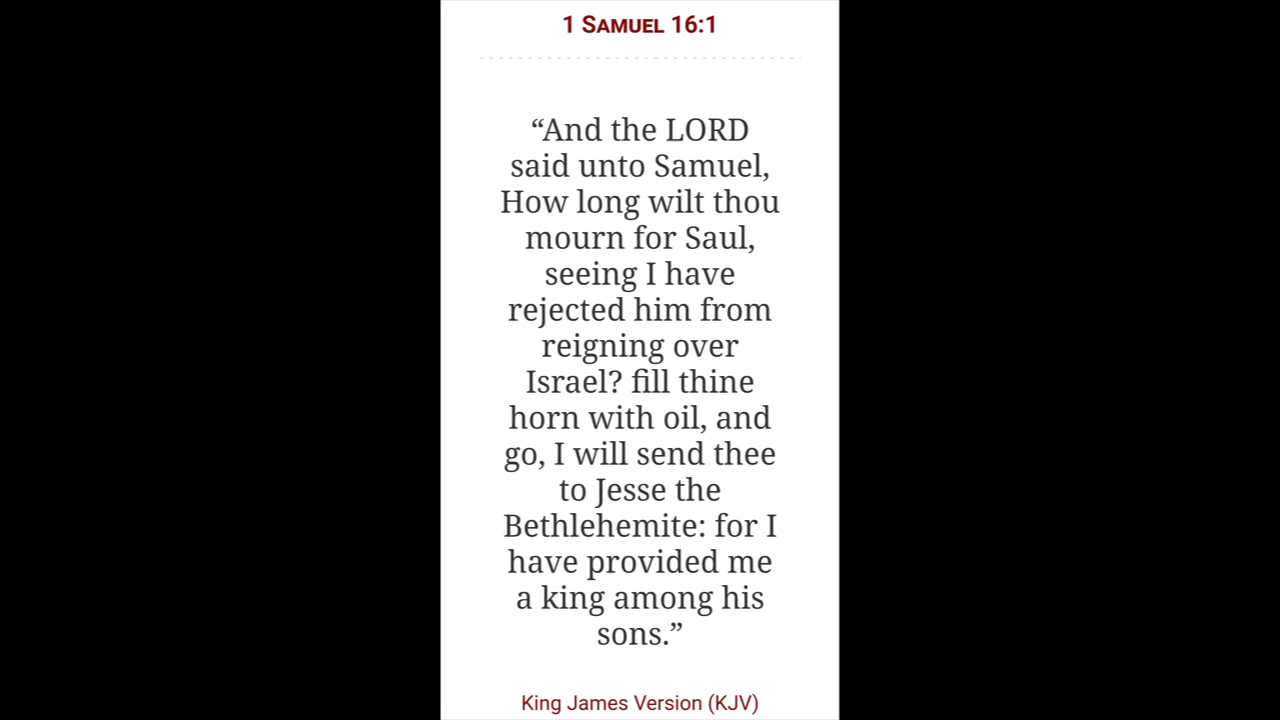 1 Samuel 16:1
“And the LORD
said unto Samuel,
How long wilt thou
mourn for Saul,
seeing I have
rejected him from
reigning over
Israel? fill thine
horn with oil, and
go, I will send thee
to Jesse the
Bethlehemite: for I
have provided me
a king among his
sons.”
King James Version (KJV)